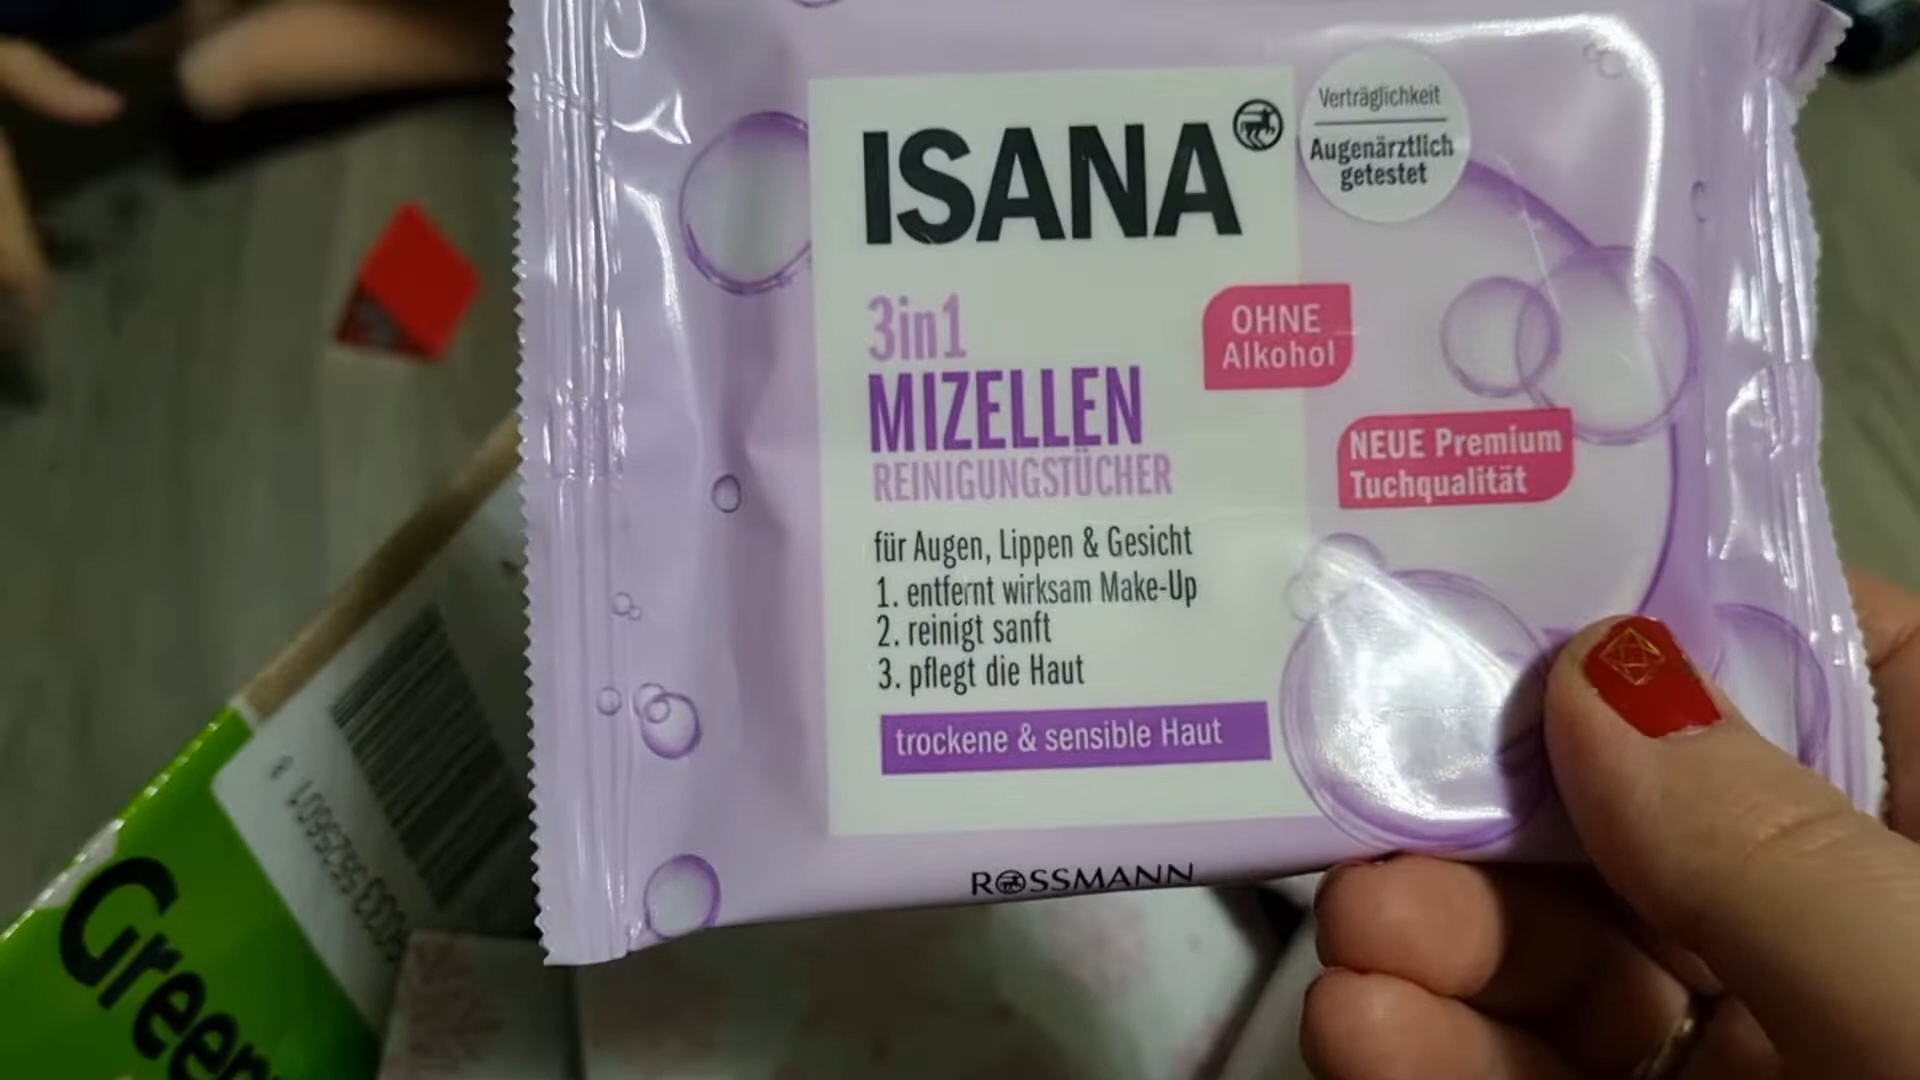 ISANA
Verträglichkeit
Augenärztlich
getestet
3in1
MIZELLEN
REINIGUNGSTÜCHER
OHNE
Alkohol
NEUE Premium
Tuchqualität
für Augen, Lippen & Gesicht
1. entfernt wirksam Make-Up
2. reinigt sanft
3. pflegt die Haut
trockene & sensible Haut
ROSSMANN
Green